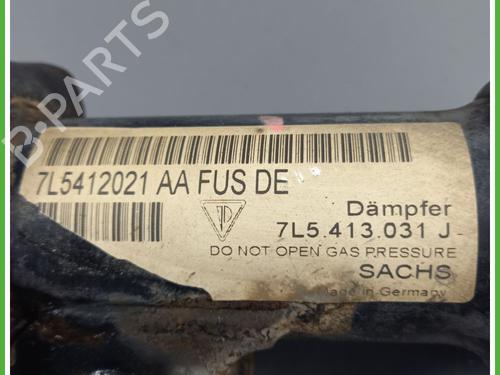 B-PARTS
7L5412021 AA FUS DE
Dämpfer
7L5.413.031 J
DO NOT OPEN GAS PRESSURE
SACHS
Made in Germany